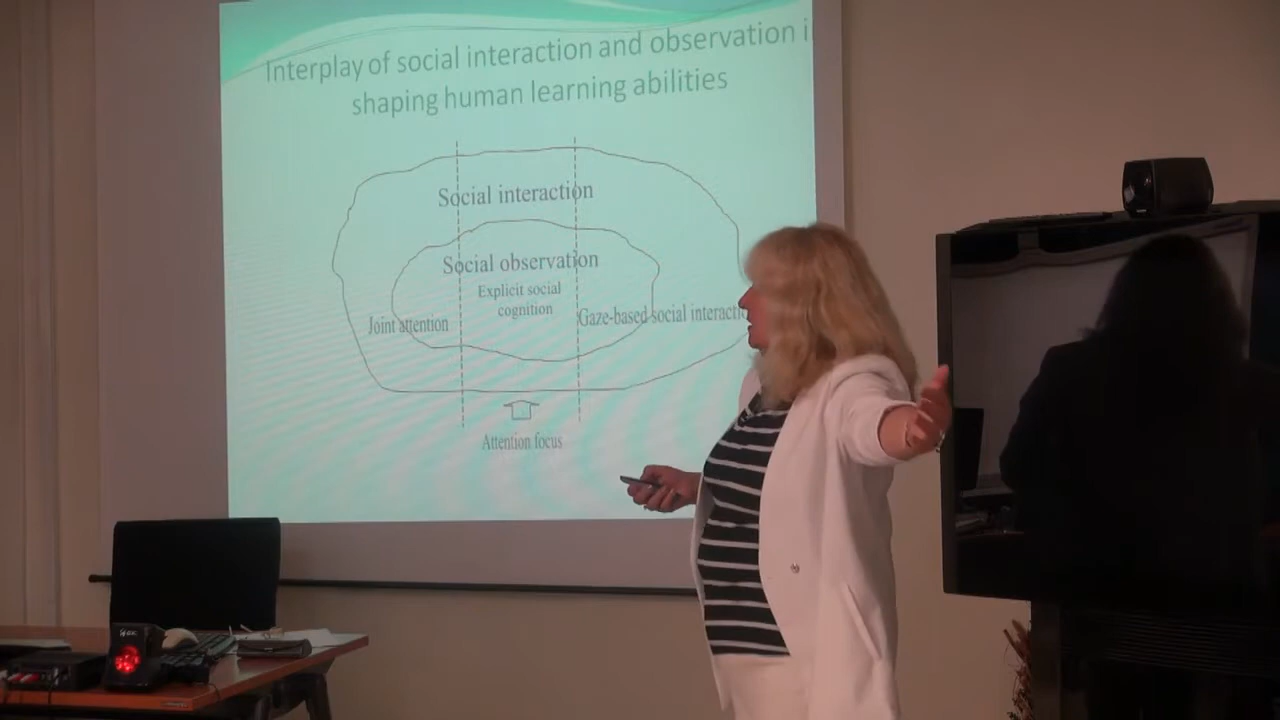 Interplay of social interaction and observation i
shaping human learning abilities
Social interaction
Social observation
Explicit social
cognition
Joint attention
Gaze-based social interacti
Attention focus